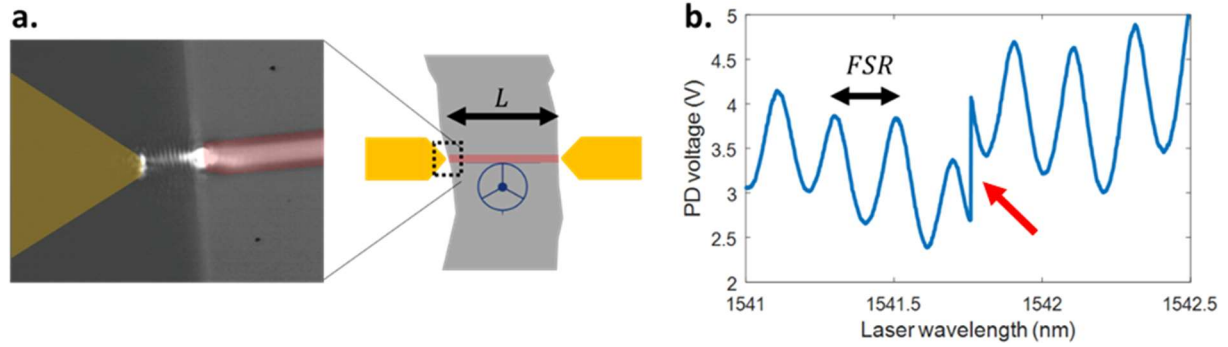 a.
L
b.
PD voltage (V)
5
4.5
4
3.5
3
2.5
2
FSR
1541
1541.5
1542
1542.5
Laser wavelength (nm)